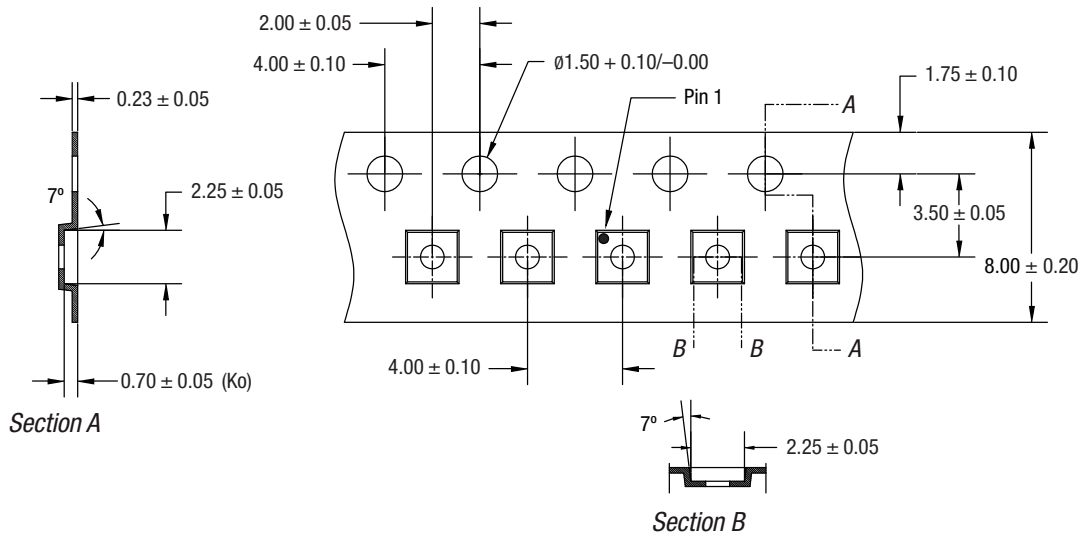 2.00 ± 0.05
4.00 ± 0.10
ø1.50 + 0.10/–0.00
1.75 ± 0.10
Pin 1
A
0.23 ± 0.05
7º
2.25 ± 0.05
3.50 ± 0.05
8.00 ± 0.20
B
B
A
4.00 ± 0.10
0.70 ± 0.05 (Ko)
Section A
7º
2.25 ± 0.05
Section B